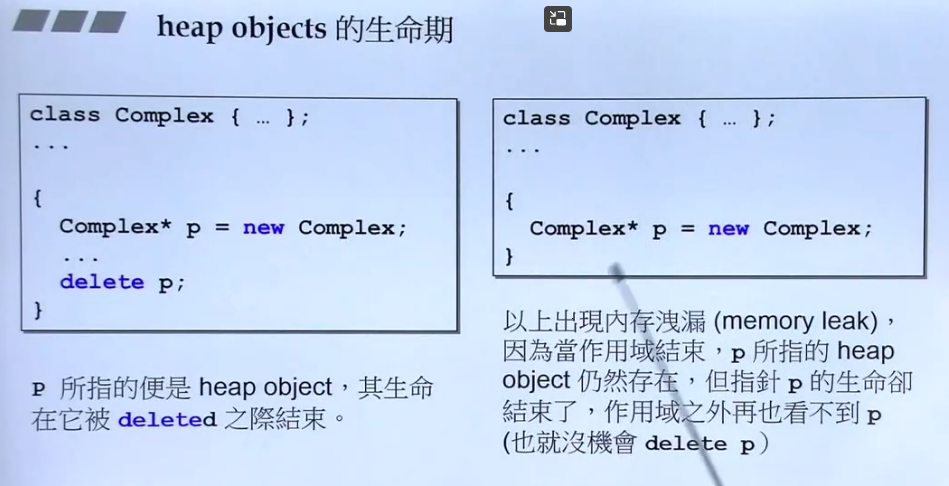 heap objects 的生命期
class Complex { … };
...
{
Complex* p = new Complex;
...
delete p;
}
P 所指的便是 heap object，其生命
在它被 deleted 之際結束。
class Complex { … };
...
{
Complex* p = new Complex;
}
以上出現內存洩漏 (memory leak)，
因為當作用域結束，p 所指的 heap
object 仍然存在，但指針 p 的生命卻
結束了，作用域之外再也看不到 p
(也就沒機會 delete p）